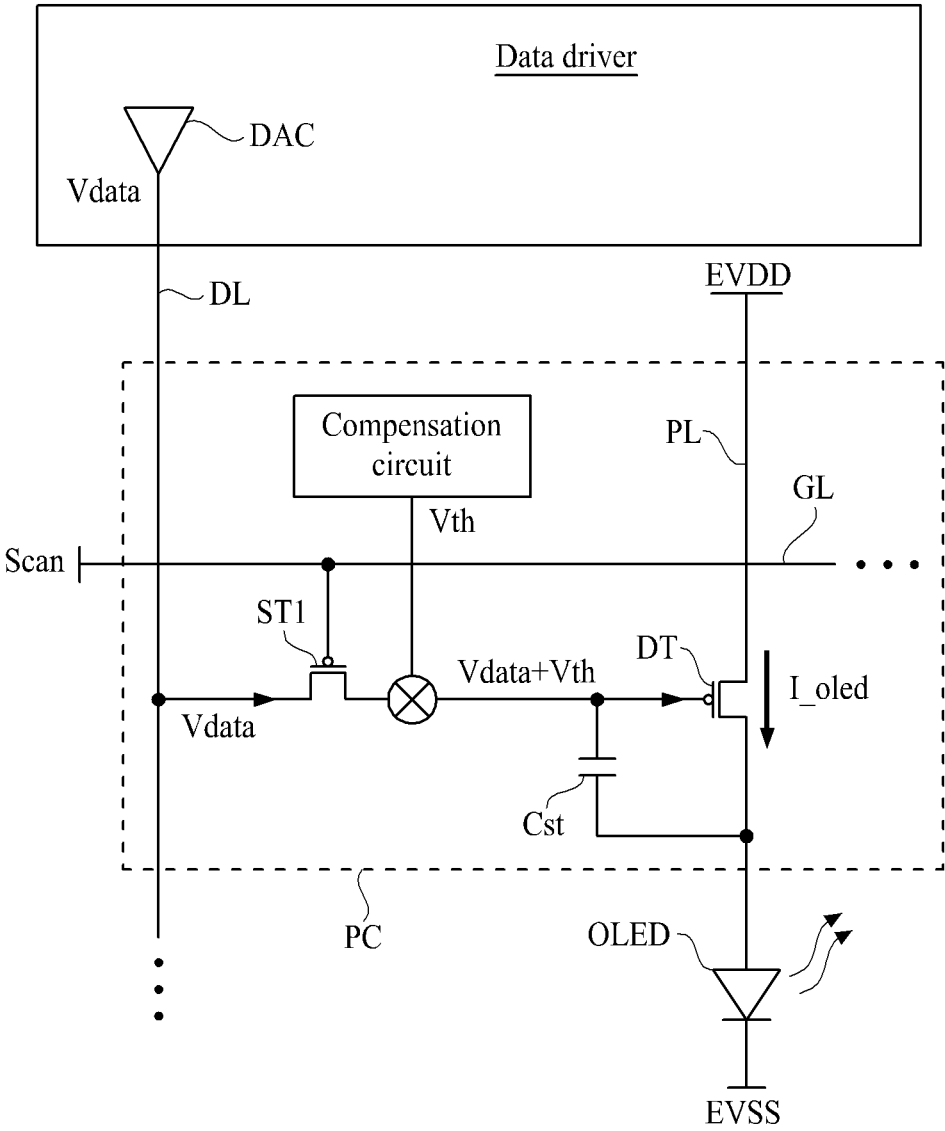 Data driver
DAC
Vdata
DL
EVDD
Compensation
circuit
PL
GL
Vth
Scan
ST1
DT
Vdata+Vth
I_oled
Vdata
Cst
PC
OLED
EVSS